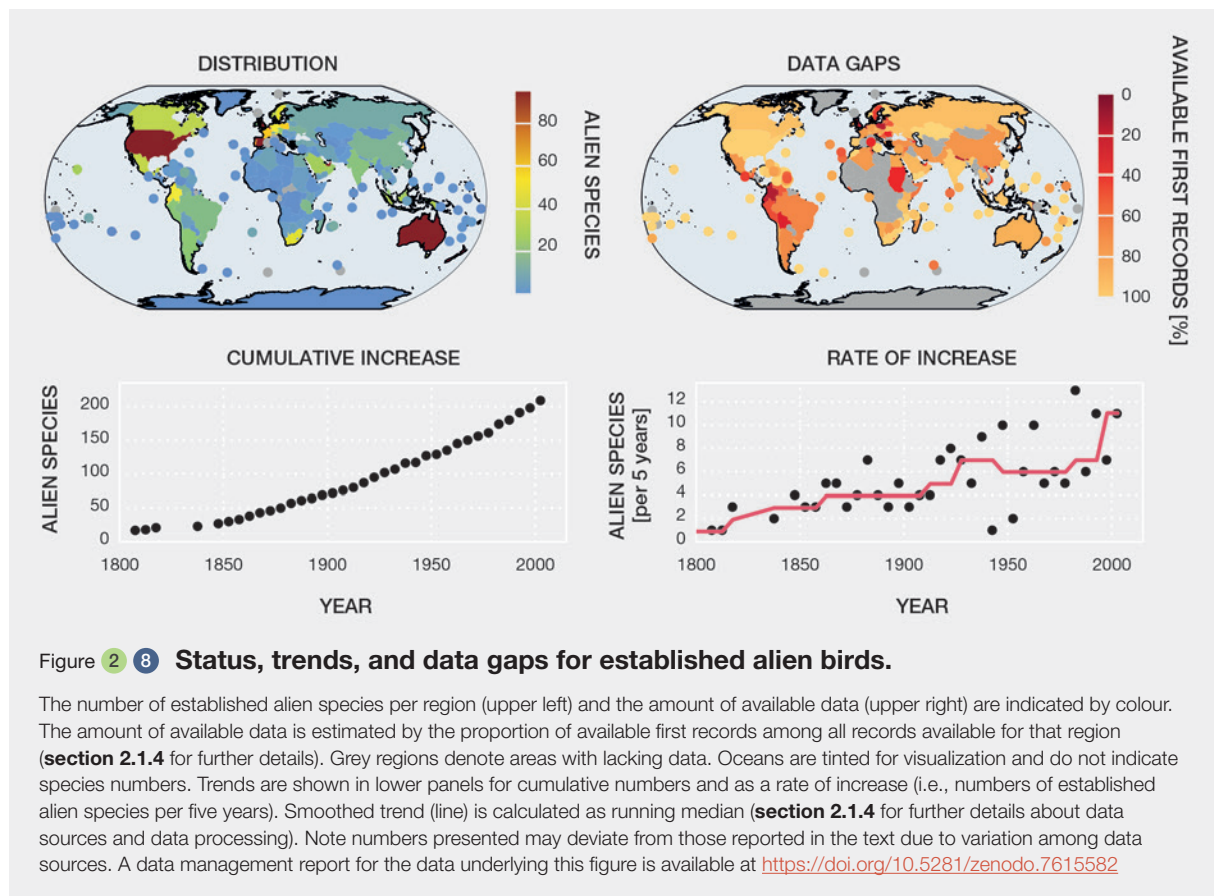 DISTRIBUTION
ALIEN SPECIES
80
60
40
20
DATA GAPS
AVAILABLE FIRST RECORDS [%]
0
20
40
60
80
100
CUMULATIVE INCREASE
ALIEN SPECIES
200
150
100
50
0
1800
1850
1900
1950
2000
YEAR
RATE OF INCREASE
ALIEN SPECIES
[per 5 years]
12
10
8
6
4
2
0
1800
1850
1900
1950
2000
YEAR
Figure 2 8 Status, trends, and data gaps for established alien birds.
The number of established alien species per region (upper left) and the amount of available data (upper right) are indicated by colour.
The amount of available data is estimated by the proportion of available first records among all records available for that region
(section 2.1.4 for further details). Grey regions denote areas with lacking data. Oceans are tinted for visualization and do not indicate
species numbers. Trends are shown in lower panels for cumulative numbers and as a rate of increase (i.e., numbers of established
alien species per five years). Smoothed trend (line) is calculated as running median (section 2.1.4 for further details about data
sources and data processing). Note numbers presented may deviate from those reported in the text due to variation among data
sources. A data management report for the data underlying this figure is available at https://doi.org/10.5281/zenodo.7615582